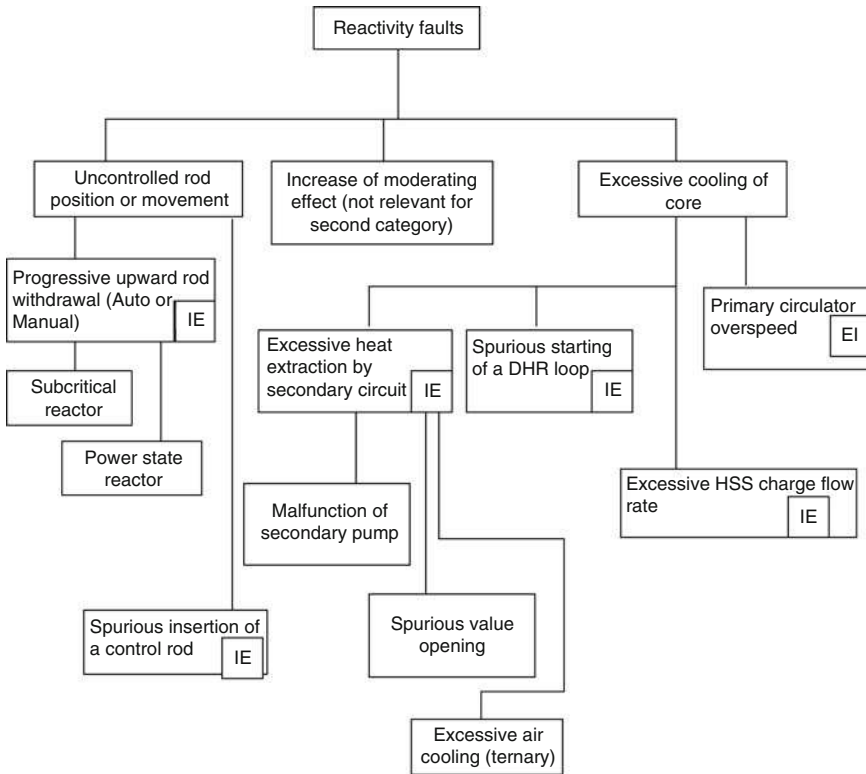 Reactivity faults
Uncontrolled rod
position or movement
Increase of moderating
effect (not relevant for
second category)
Excessive cooling of
core
Progressive upward rod
withdrawal (Auto or
Manual)
IE
Excessive heat
extraction by
secondary circuit
IE
Spurious starting
of a DHR loop
IE
Primary circulator
overspeed
EI
Subcritical
reactor
Power state
reactor
Malfunction of
secondary pump
Excessive HSS charge flow
rate
IE
Spurious insertion of
a control rod
IE
Spurious value
opening
Excessive air
cooling (ternary)